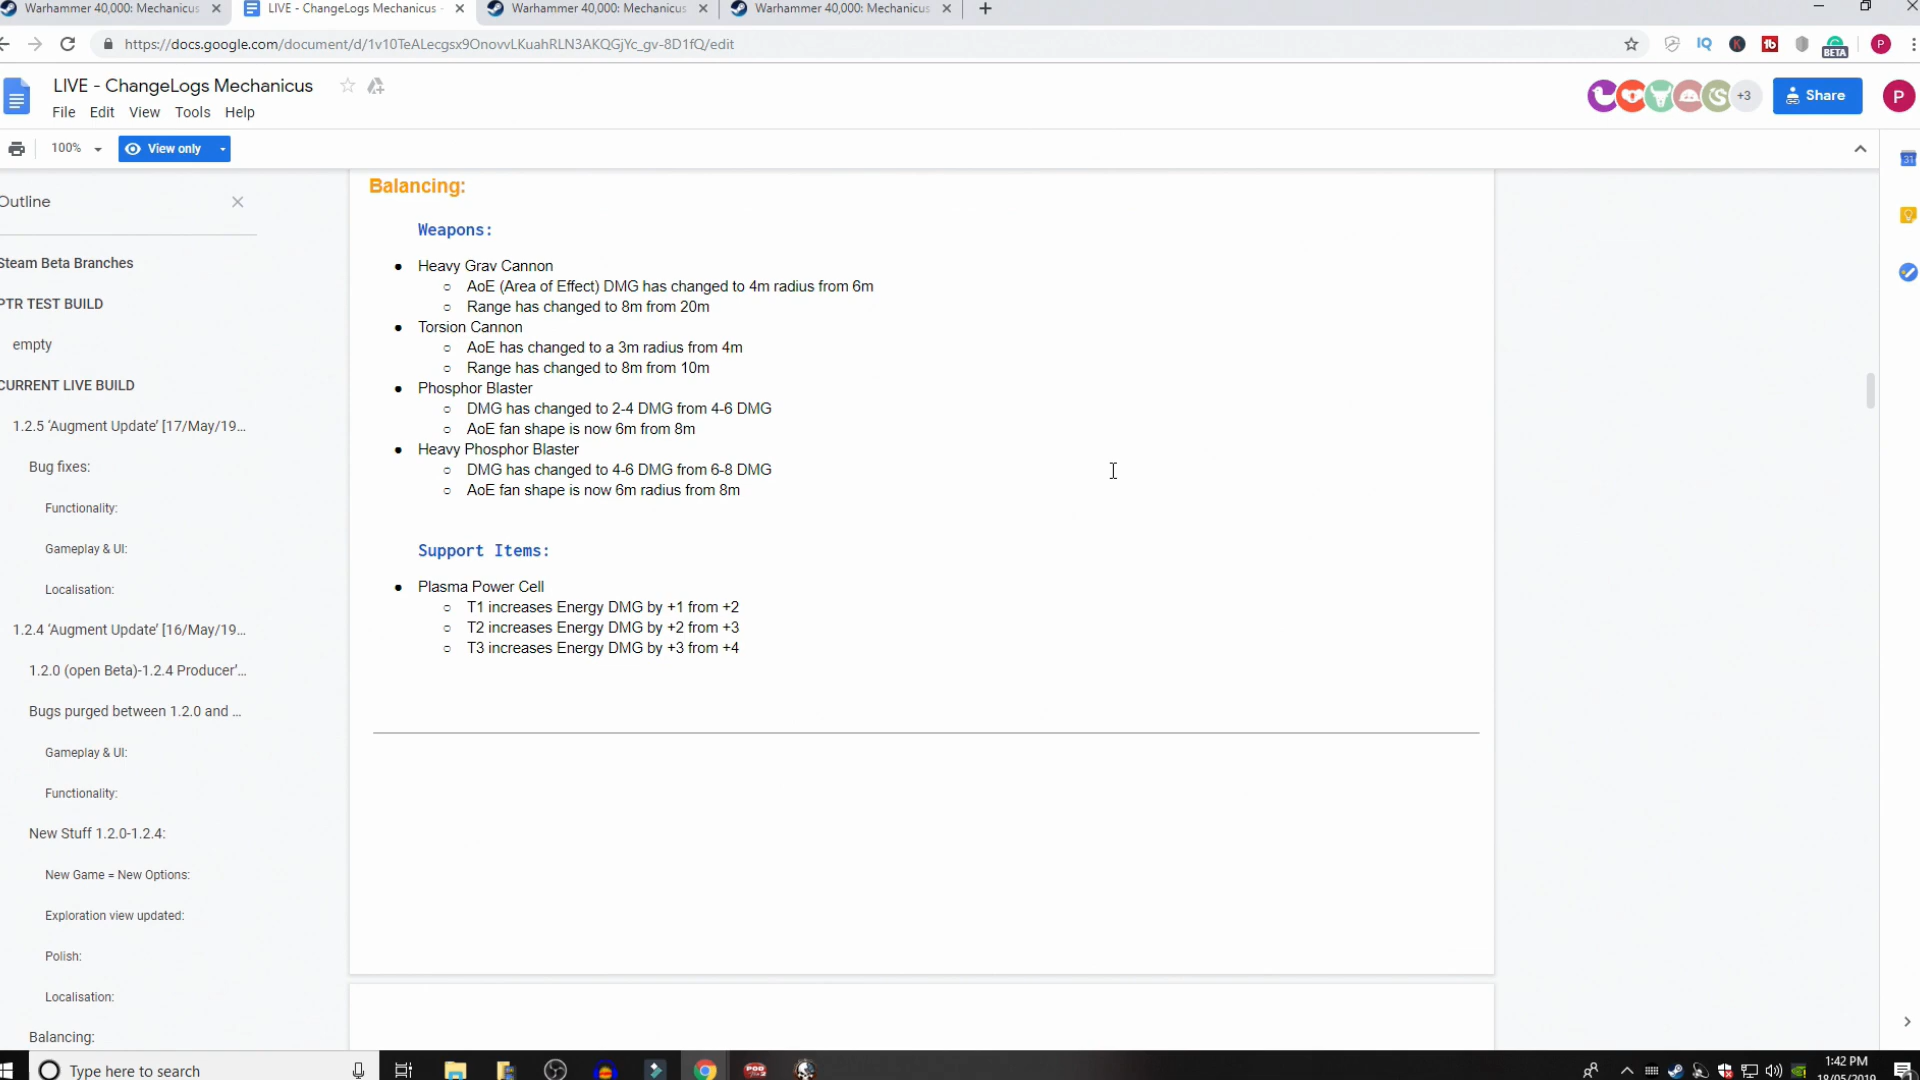 Warhammer 40,000: Mechanicus
LIVE - ChangeLogs Mechanicus -
Warhammer 40,000: Mechanicus
Warhammer 40,000: Mechanicus
https://docs.google.com/document/d/1v10TeALecgsx9OnovvLKuahRLN3AKQGjYc_gv-8D1fQ/edit
IQ
K
tb
BETA
P
LIVE - ChangeLogs Mechanicus
+3
Share
P
File Edit View Tools Help
100%
View only
31
Outline
Steam Beta Branches
PTR TEST BUILD
empty
CURRENT LIVE BUILD
1.2.5 ‘Augment Update’ [17/May/19...
Bug fixes:
Functionality:
Gameplay & UI:
Localisation:
1.2.4 ‘Augment Update’ [16/May/19...
1.2.0 (open Beta)-1.2.4 Producer’...
Bugs purged between 1.2.0 and ...
Gameplay & UI:
Functionality:
New Stuff 1.2.0-1.2.4:
New Game = New Options:
Exploration view updated:
Polish:
Localisation:
Balancing:
Balancing:
Weapons:
Heavy Grav Cannon
AoE (Area of Effect) DMG has changed to 4m radius from 6m
Range has changed to 8m from 20m
Torsion Cannon
AoE has changed to a 3m radius from 4m
Range has changed to 8m from 10m
Phosphor Blaster
DMG has changed to 2-4 DMG from 4-6 DMG
AoE fan shape is now 6m from 8m
Heavy Phosphor Blaster
DMG has changed to 4-6 DMG from 6-8 DMG
AoE fan shape is now 6m radius from 8m
Support Items:
Plasma Power Cell
T1 increases Energy DMG by +1 from +2
T2 increases Energy DMG by +2 from +3
T3 increases Energy DMG by +3 from +4
Type here to search
1:42 PM
18/05/2019